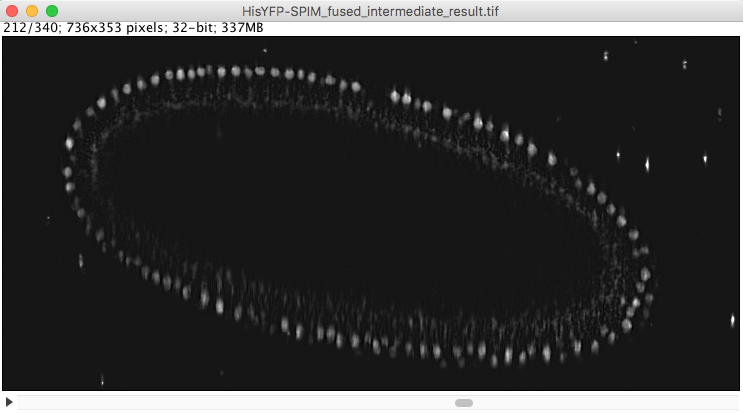 HisYFP-SPIM_fused_intermediate_result.tif
212/340; 736x353 pixels; 32-bit; 337MB